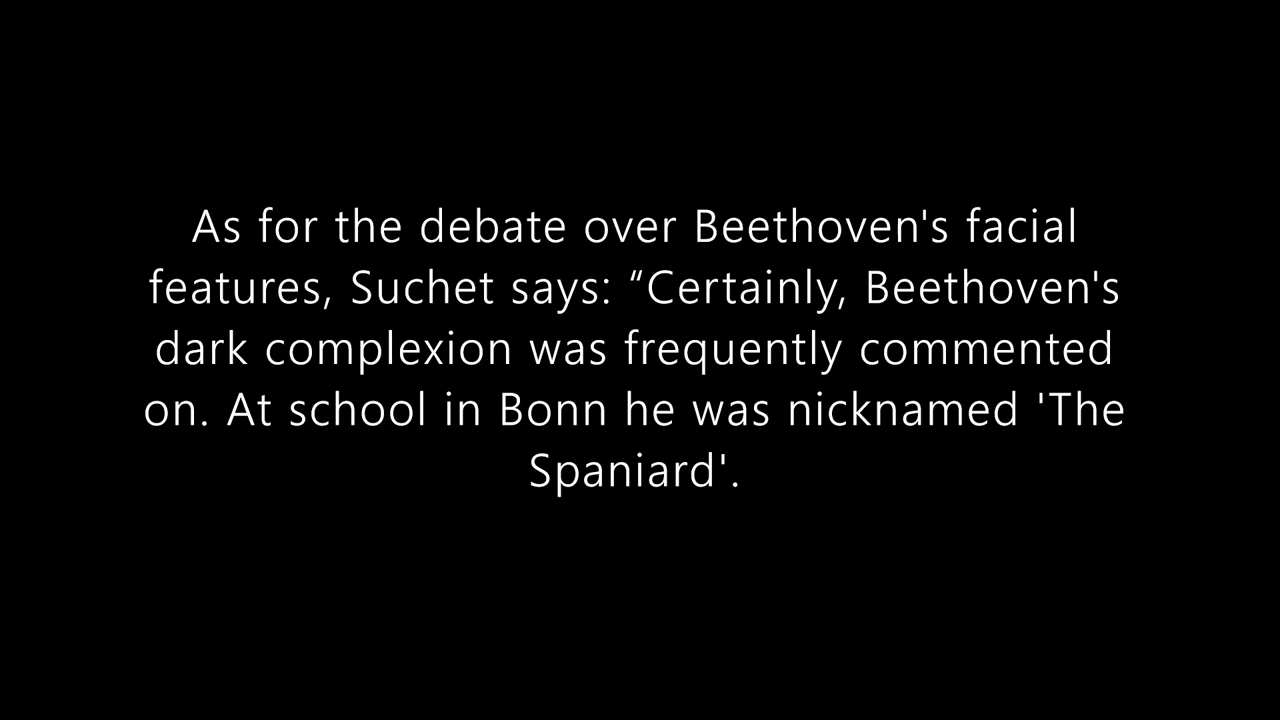 As for the debate over Beethoven's facial
features, Suchet says: “Certainly, Beethoven's
dark complexion was frequently commented
on. At school in Bonn he was nicknamed 'The
Spaniard'.